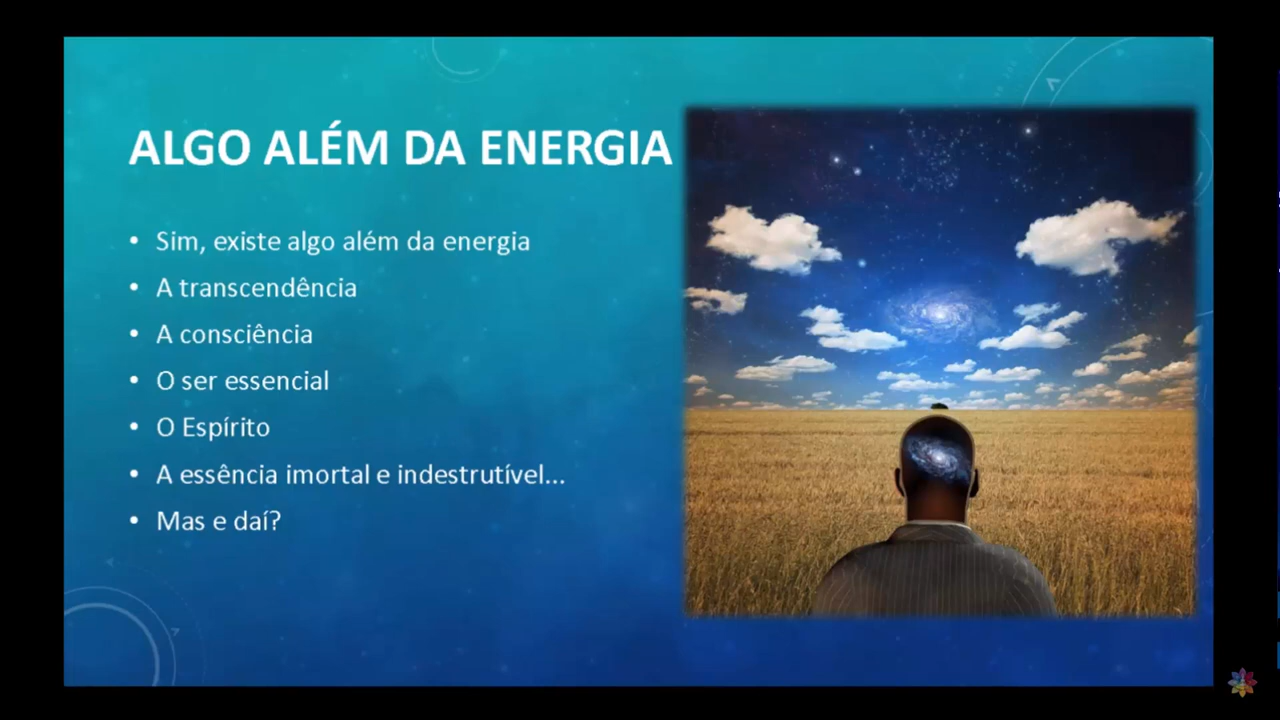 ALGO ALÉM DA ENERGIA
• Sim, existe algo além da energia
• A transcendência
• A consciência
• O ser essencial
• O Espírito
• A essência imortal e indestrutível...
• Mas e daí?